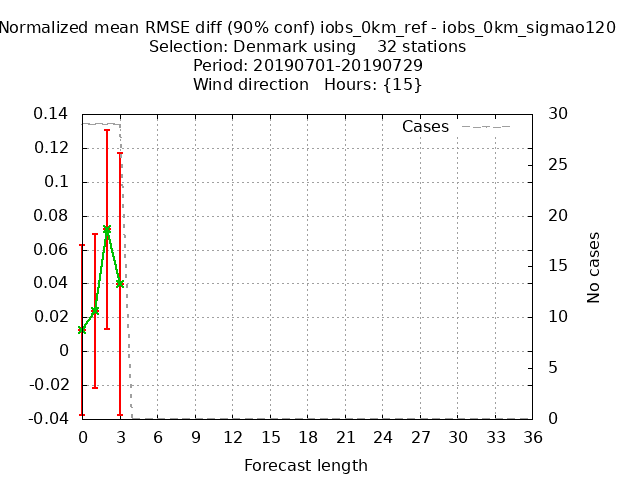 Normalized mean RMSE diff (90% conf) iobs_0km_ref - iobs_0km_sigmao120
Selection: Denmark using 32 stations
Period: 20190701-20190729
Wind direction Hours: {15}
Cases
0.14
0.12
0.1
0.08
0.06
0.04
0.02
0
-0.02
-0.04
30
25
20
15
10
5
0
No cases
0 3 6 9 12 15 18 21 24 27 30 33 36
Forecast length